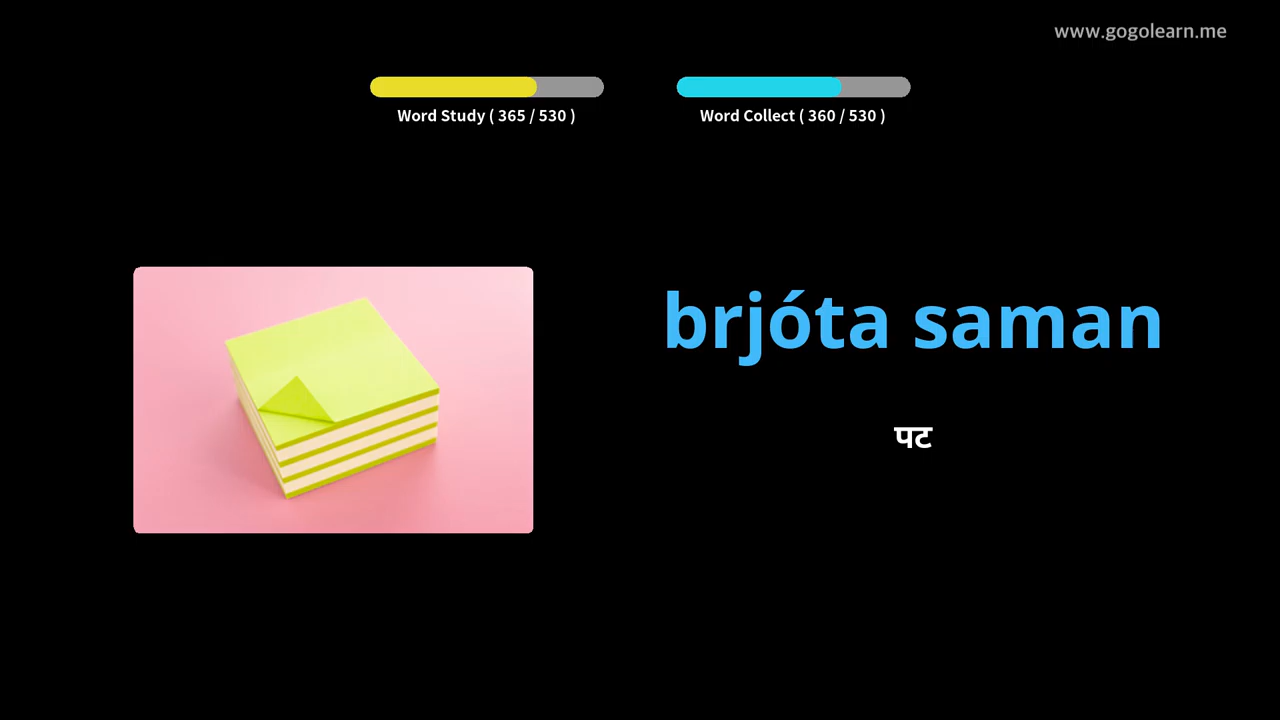 www.gogolearn.me
Word Study ( 365 / 530 )
Word Collect ( 360 / 530 )
brjóta saman
पट